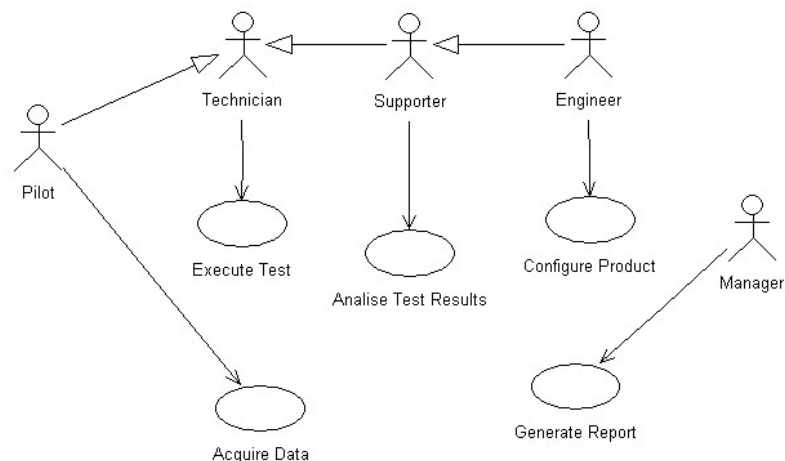 Technician
Supporter
Engineer
Pilot
Execute Test
Analise Test Results
Configure Product
Manager
Acquire Data
Generate Report